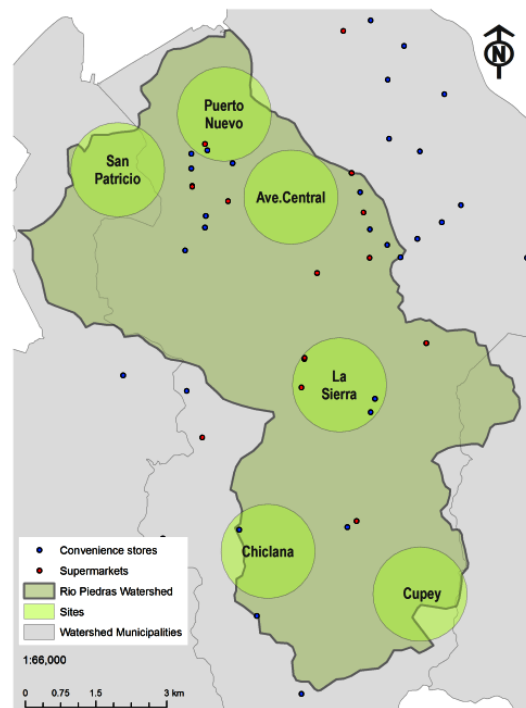 N
Puerto
Nuevo
San
Patricio
Ave.Central
La
Sierra
Chiclana
Cupey
Convenience stores
Supermarkets
Rio Piedras Watershed
Sites
Watershed Municipalities
1:66,000
0 0.75 1.5 3 km